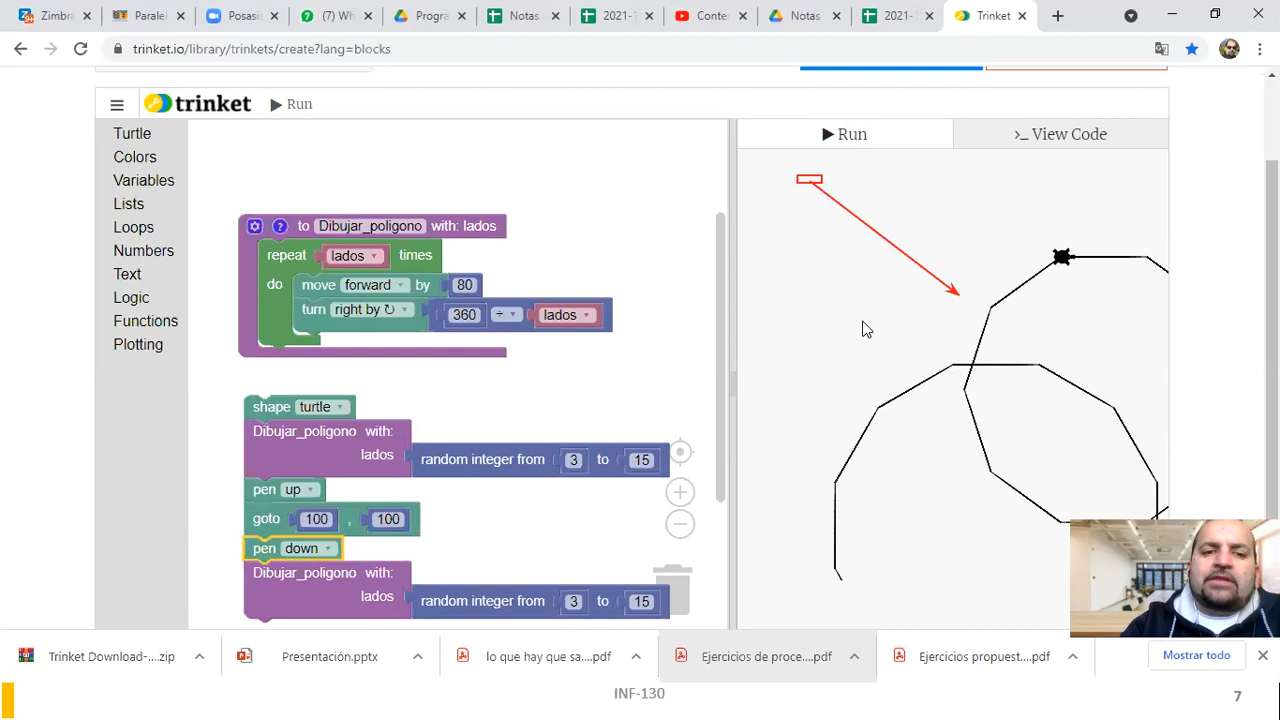 Zimbr
Paralel
Posas
(7) Wh
Progra
Notas
2021-1
Conte
Notas
2021-
Trinket
trinket.io/library/trinkets/create?lang=blocks
trinket
Run
Turtle
Colors
Variables
Lists
Loops
Numbers
Text
Logic
Functions
Plotting
Run
>_ View Code
to Dibujar_poligono with: lados
repeat lados times
do move forward by 80
turn right by ↻ 360 ÷ lados
shape turtle
Dibujar_poligono with:
lados random integer from 3 to 15
pen up
goto 100 , 100
pen down
Dibujar_poligono with:
lados random integer from 3 to 15
Trinket Download-....zip
Presentación.pptx
lo que hay que sa....pdf
Ejercicios de proce....pdf
Ejercicios propuest....pdf
Mostrar todo
INF-130
7